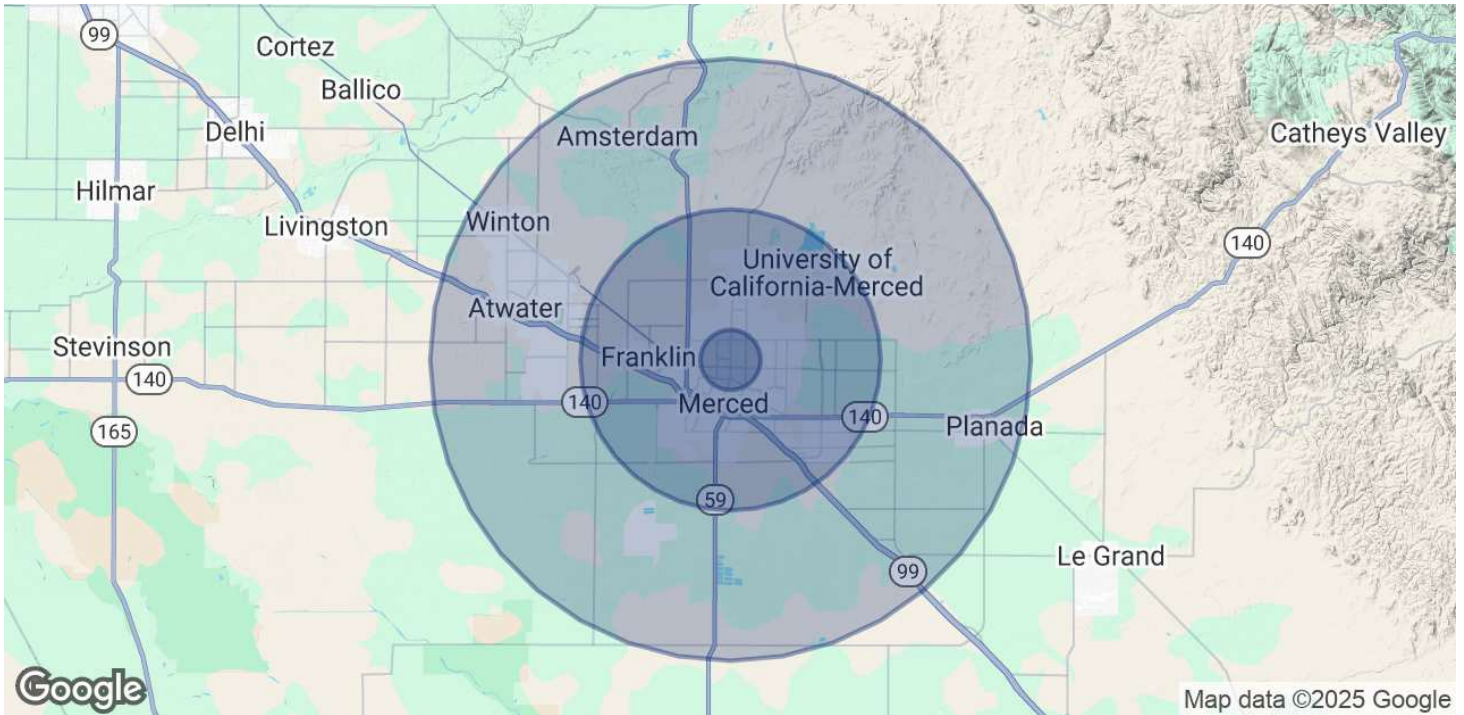 99
Cortez
Ballico
Delhi
Amsterdam
Catheys Valley
Hilmar
Livingston
Winton
140
University of
California-Merced
Atwater
Stevinson
Franklin
140
140
Merced
140
165
Planada
59
Le Grand
99
Google
Map data ©2025 Google